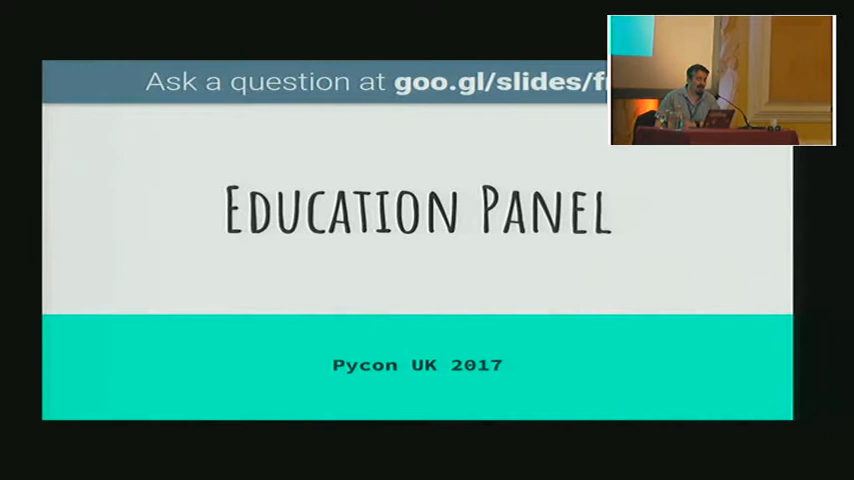 Ask a question at goo.gl/slides/
Education Panel
Pycon UK 2017